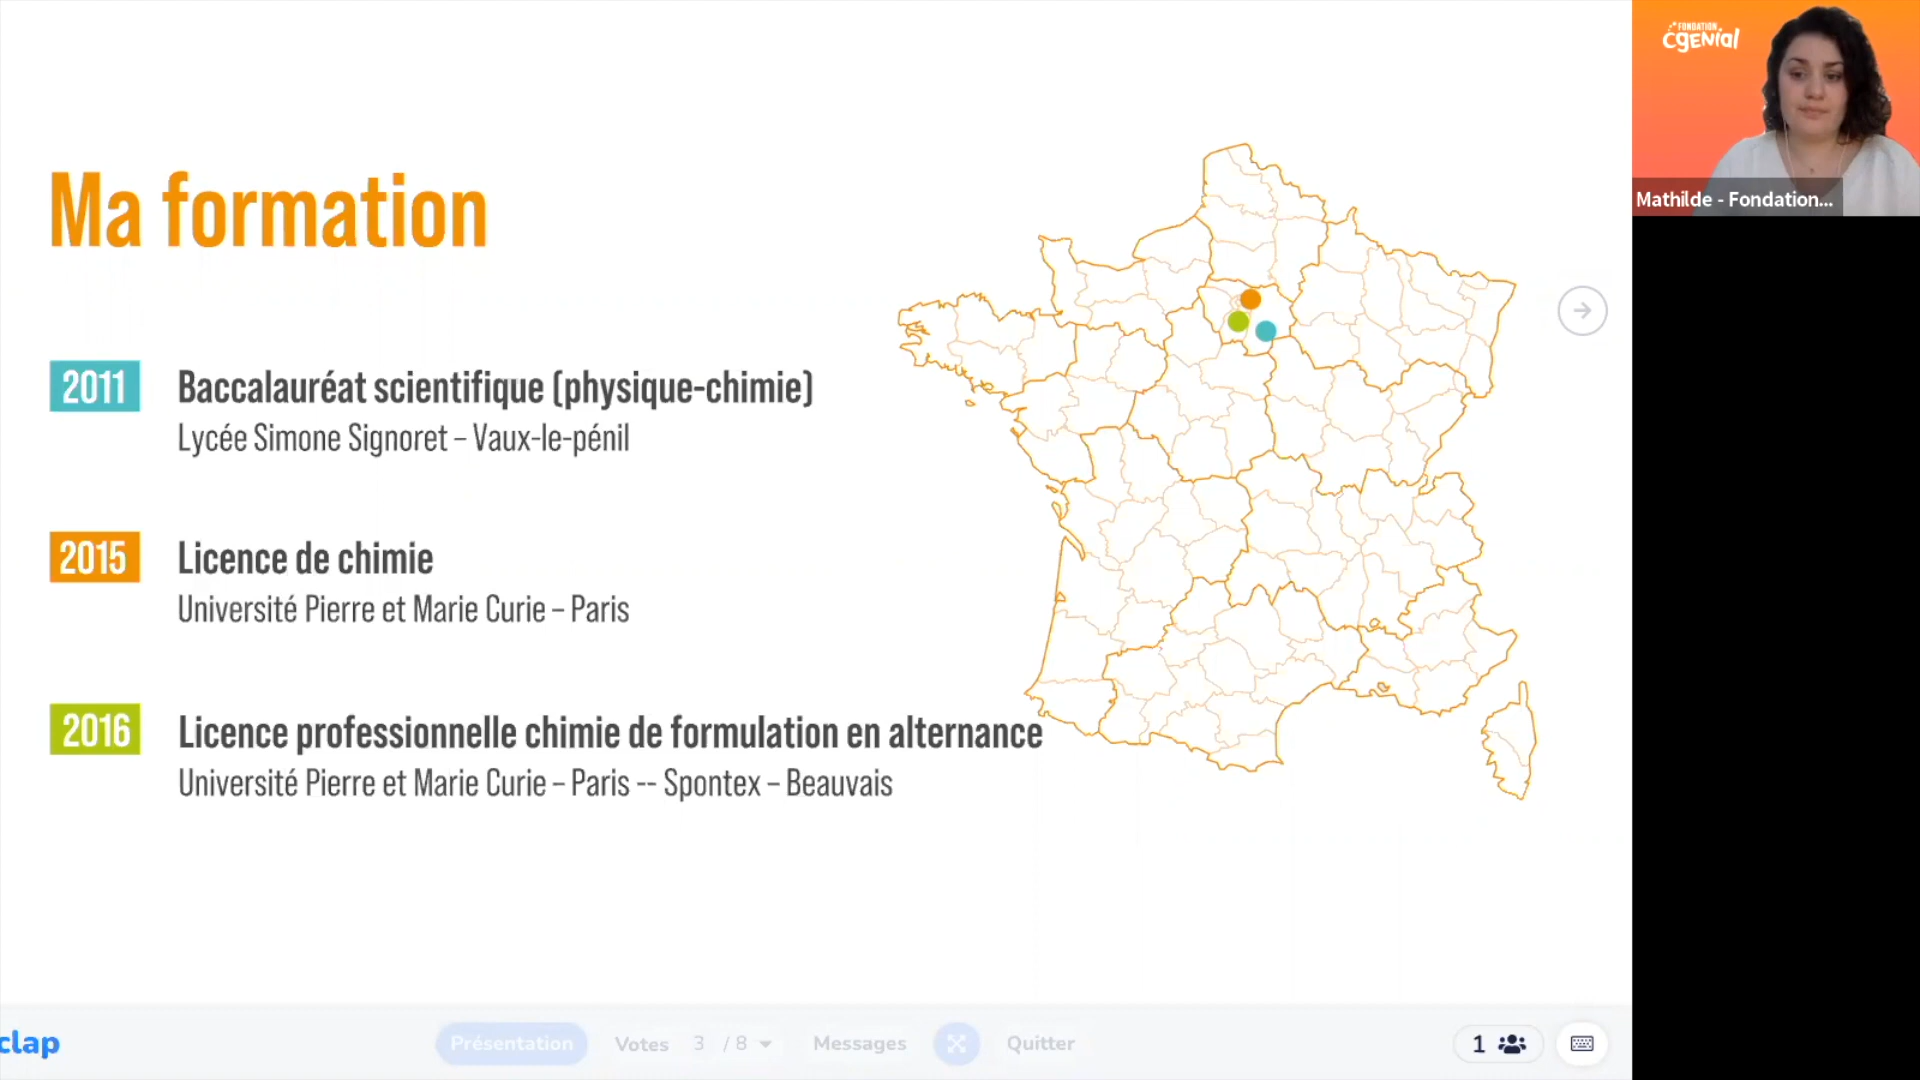 Ma formation
2011
Baccalauréat scientifique (physique-chimie)
Lycée Simone Signoret – Vaux-le-pénil
2015
Licence de chimie
Université Pierre et Marie Curie – Paris
2016
Licence professionnelle chimie de formulation en alternance
Université Pierre et Marie Curie – Paris -- Spontex – Beauvais
FONDATION
CGENIAL
Mathilde - Fondation...
clap
Présentation
Votes 3 / 8
Messages
Quitter
1